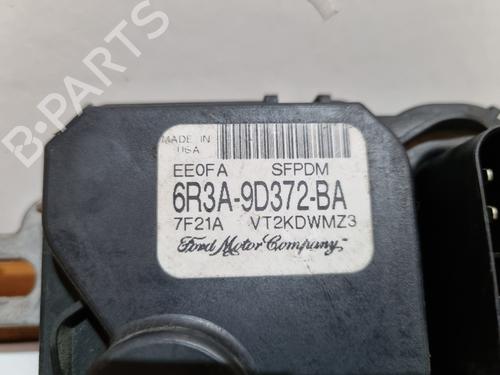 MADE IN
USA
EE0FA SFPDM
6R3A-9D372-BA
7F21A VT2KDWMZ3
Ford Motor Company
B-PARTS